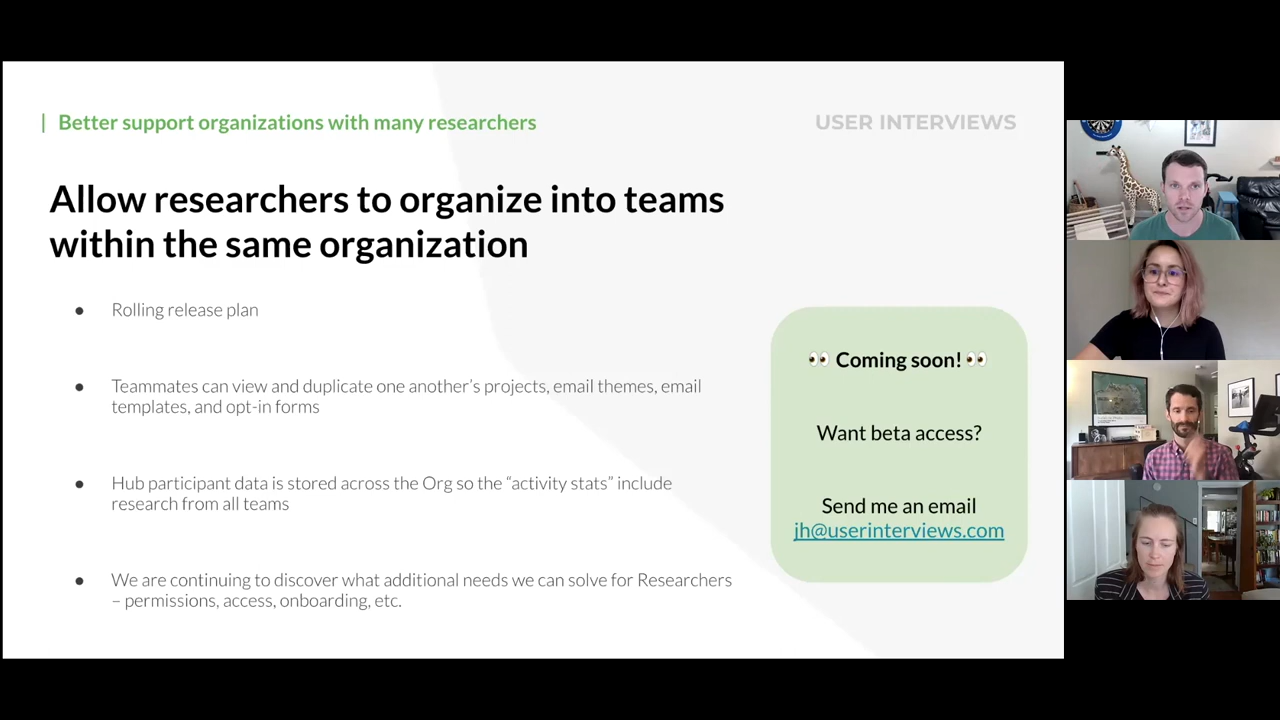 | Better support organizations with many researchers
USER INTERVIEWS
Allow researchers to organize into teams
within the same organization
● Rolling release plan
● Teammates can view and duplicate one another’s projects, email themes, email
templates, and opt-in forms
● Hub participant data is stored across the Org so the “activity stats” include
research from all teams
● We are continuing to discover what additional needs we can solve for Researchers
– permissions, access, onboarding, etc.
👀 Coming soon! 👀
Want beta access?
Send me an email
jh@userinterviews.com